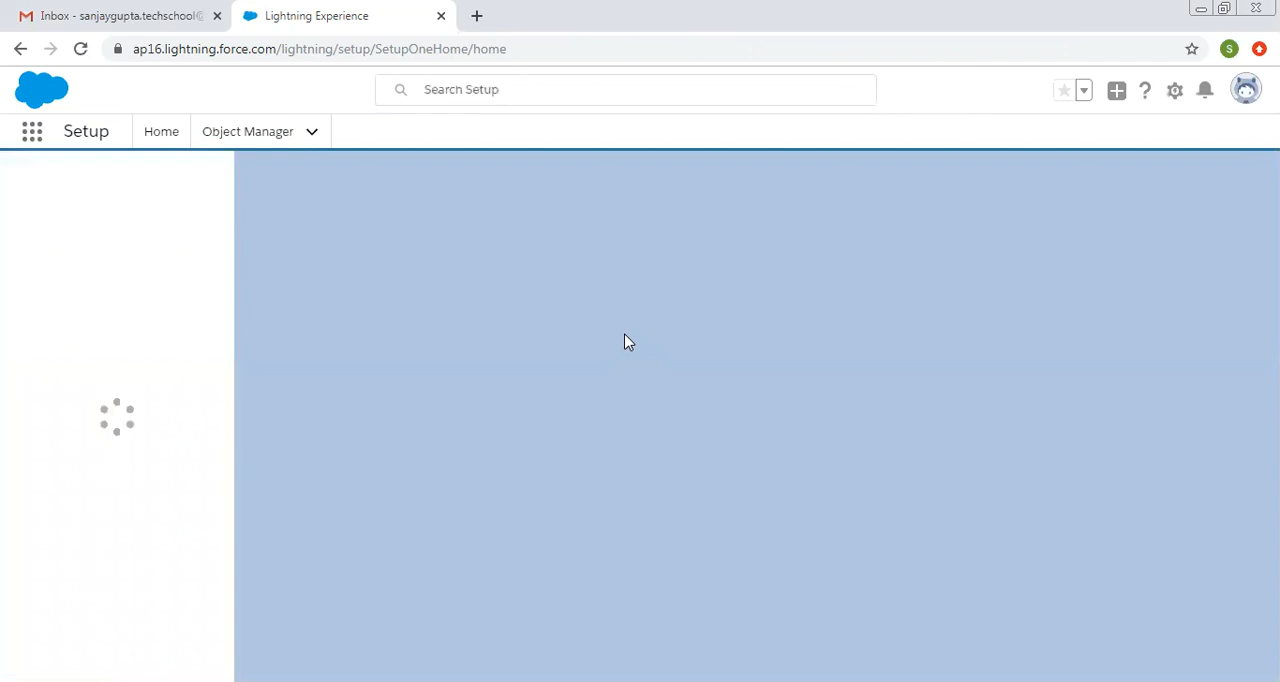 Inbox - sanjaygupta.techschool@
Lightning Experience
ap16.lightning.force.com/lightning/setup/SetupOneHome/home
S
Search Setup
Setup
Home
Object Manager